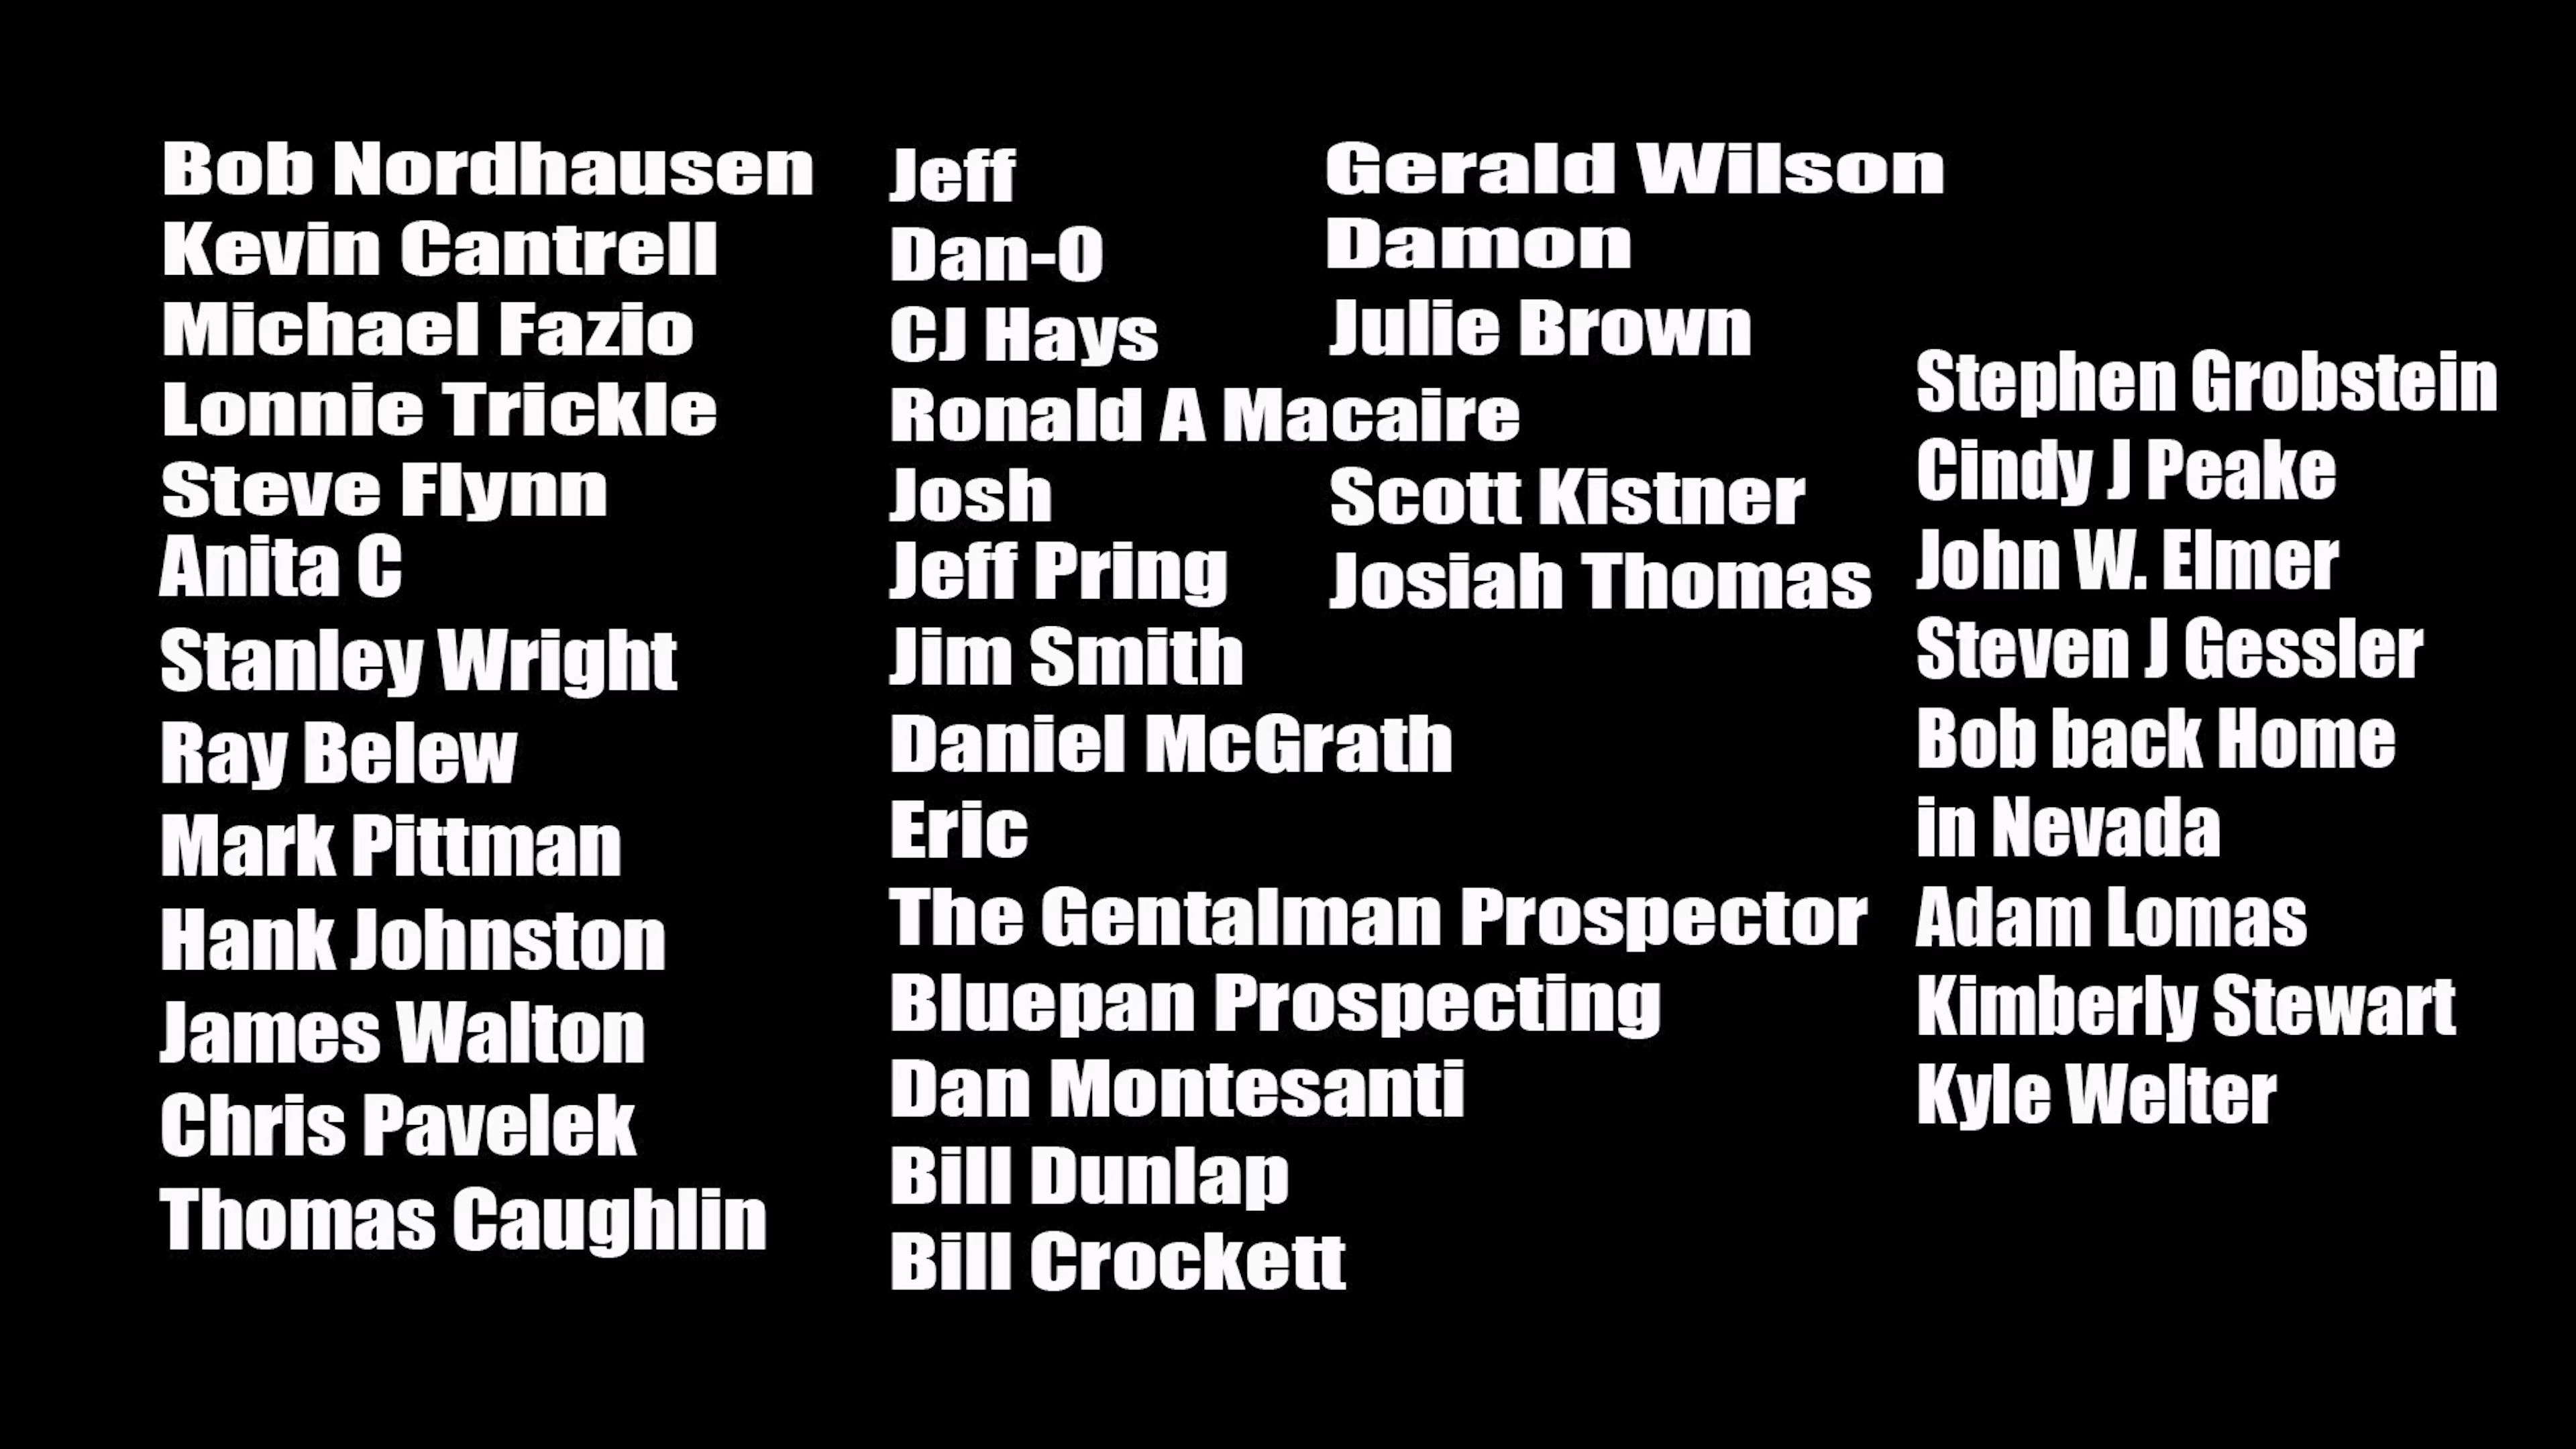 Bob Nordhausen
Kevin Cantrell
Michael Fazio
Lonnie Trickle
Steve Flynn
Anita C
Stanley Wright
Ray Belew
Mark Pittman
Hank Johnston
James Walton
Chris Pavelek
Thomas Caughlin
Jeff
Dan-O
CJ Hays
Ronald A Macaire
Josh
Jeff Pring
Jim Smith
Daniel McGrath
Eric
The Gentalman Prospector
Bluepan Prospecting
Dan Montesanti
Bill Dunlap
Bill Crockett
Gerald Wilson
Damon
Julie Brown
Scott Kistner
Josiah Thomas
Stephen Grobstein
Cindy J Peake
John W. Elmer
Steven J Gessler
Bob back Home
in Nevada
Adam Lomas
Kimberly Stewart
Kyle Welter